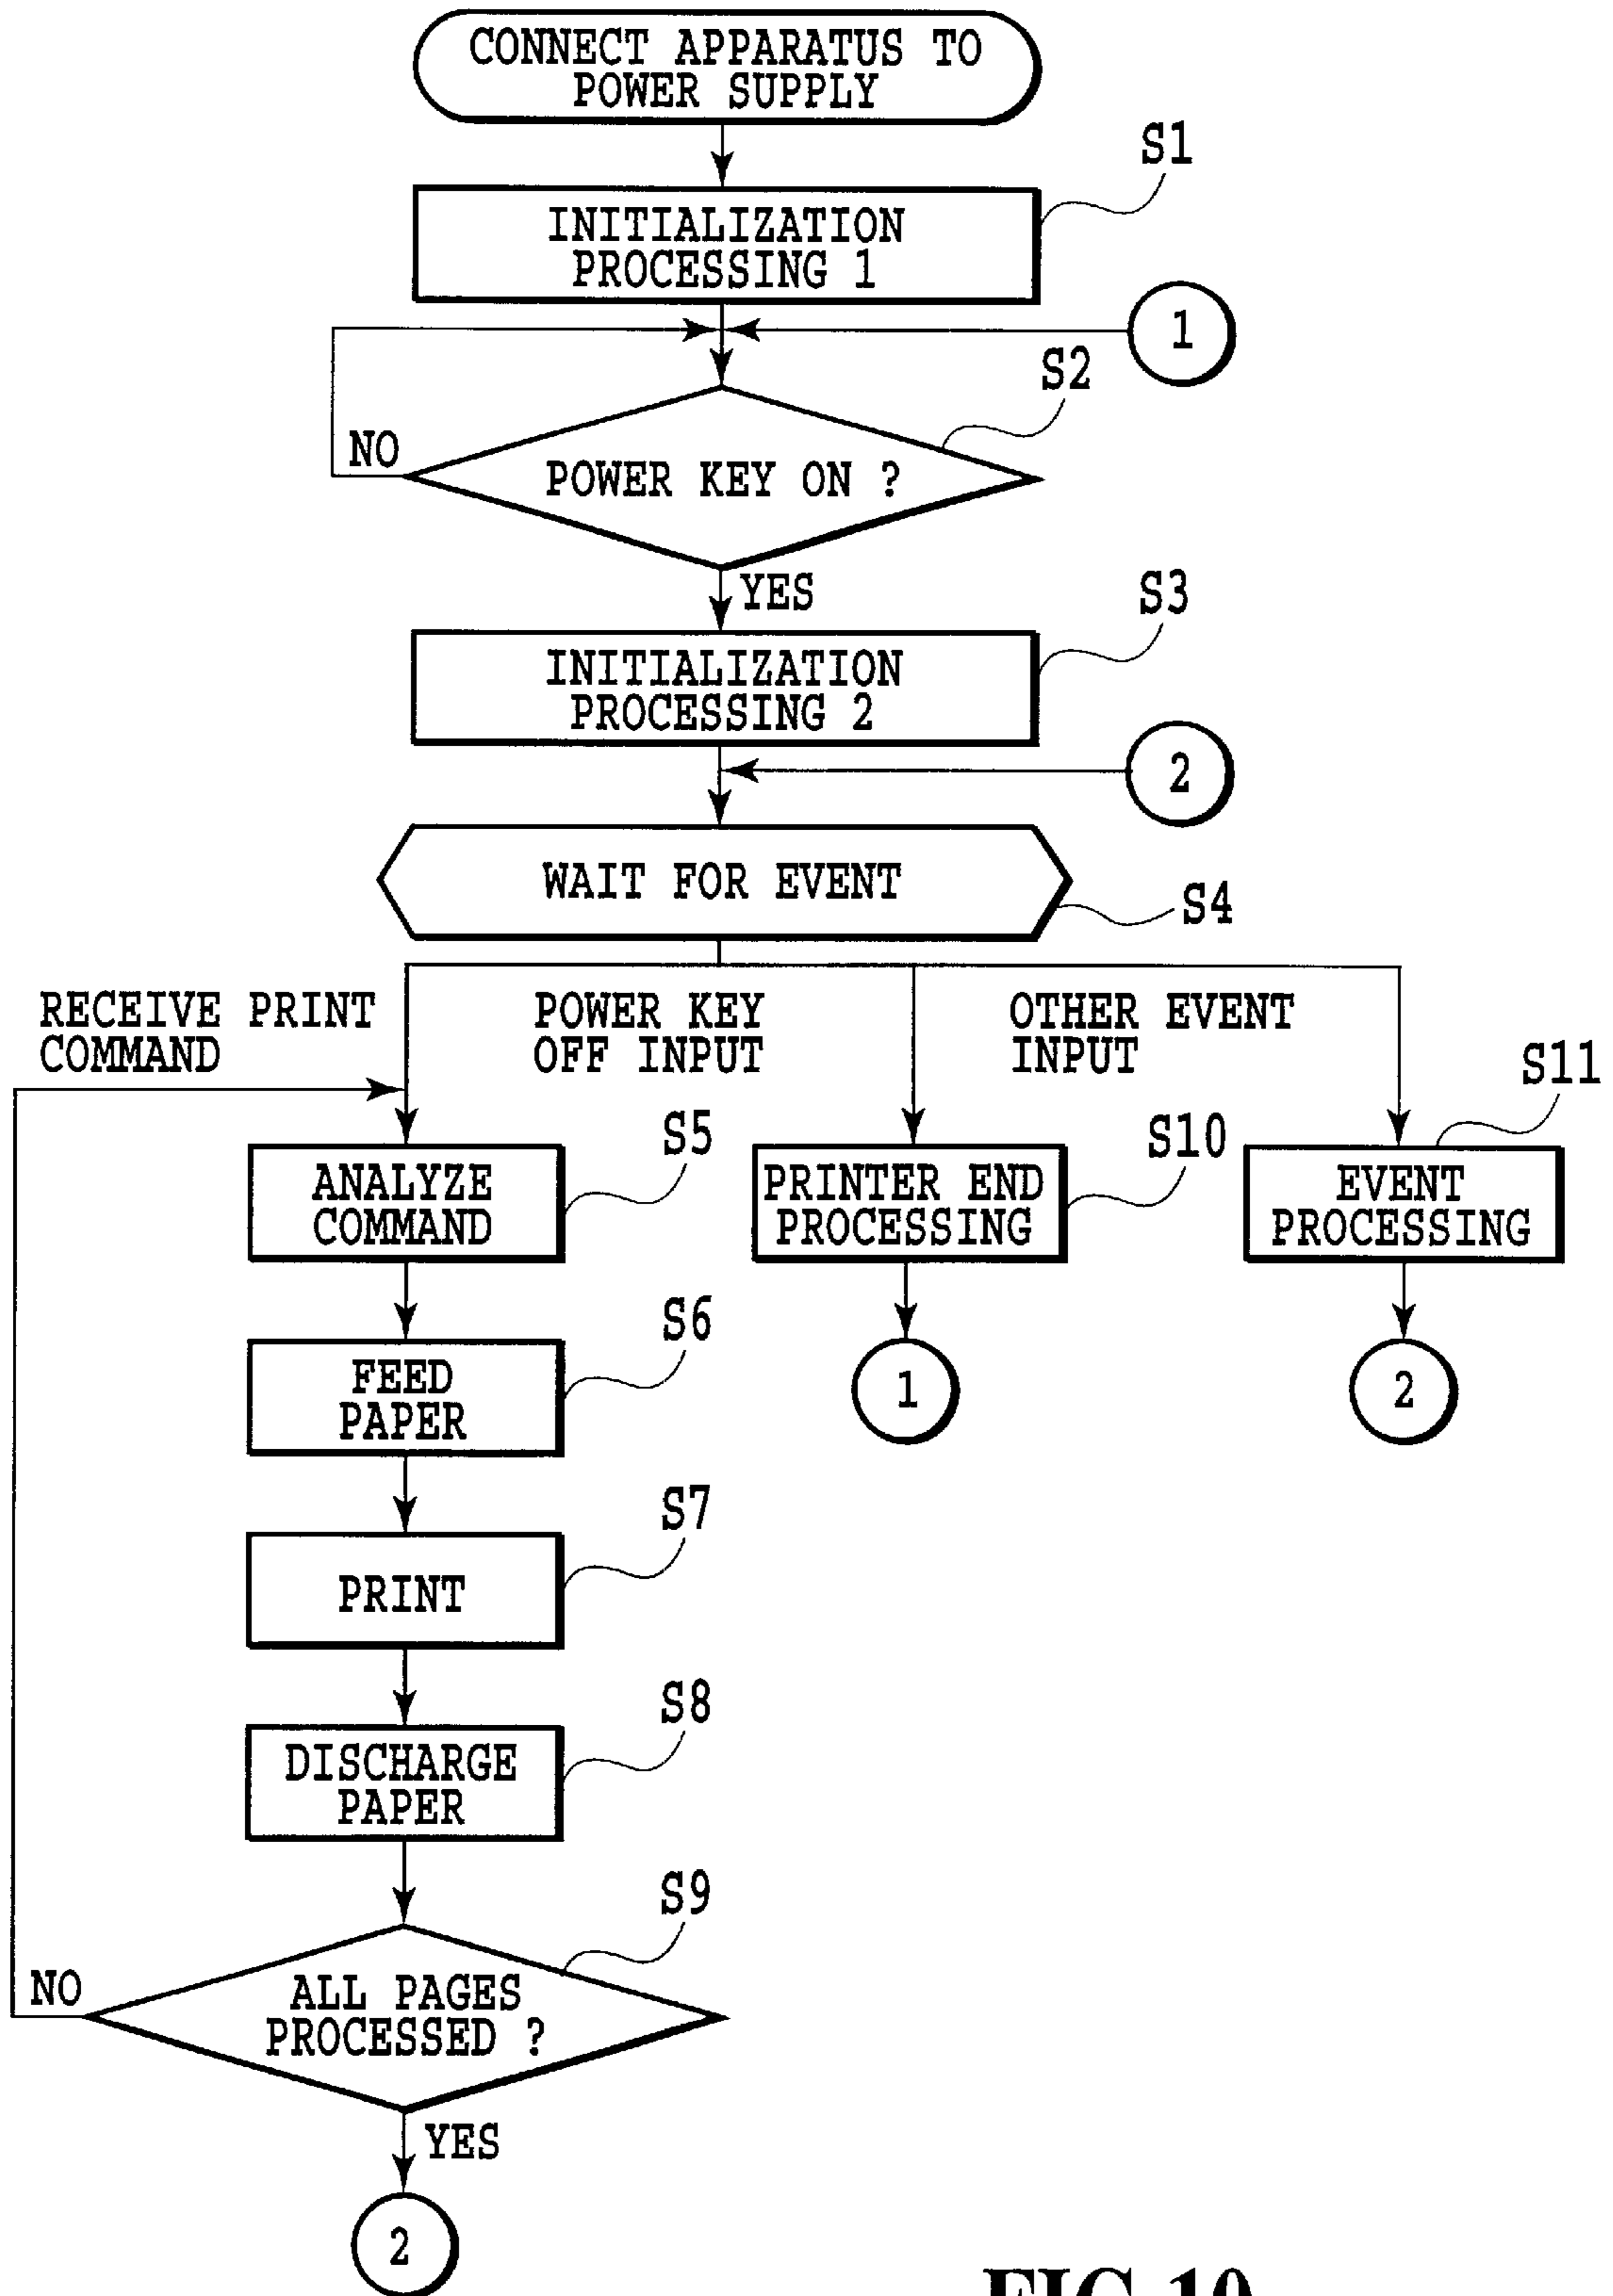 CONNECT APPARATUS TO
POWER SUPPLY
S1
INITIALIZATION
PROCESSING 1
1
S2
NO
POWER KEY ON ?
YES
S3
INITIALIZATION
PROCESSING 2
2
WAIT FOR EVENT
S4
RECEIVE PRINT
COMMAND
POWER KEY
OFF INPUT
OTHER EVENT
INPUT
S11
S5
S10
ANALYZE
COMMAND
PRINTER END
PROCESSING
EVENT
PROCESSING
S6
FEED
PAPER
1
2
S7
PRINT
S8
DISCHARGE
PAPER
S9
NO
ALL PAGES
PROCESSED ?
YES
2
FIG.10